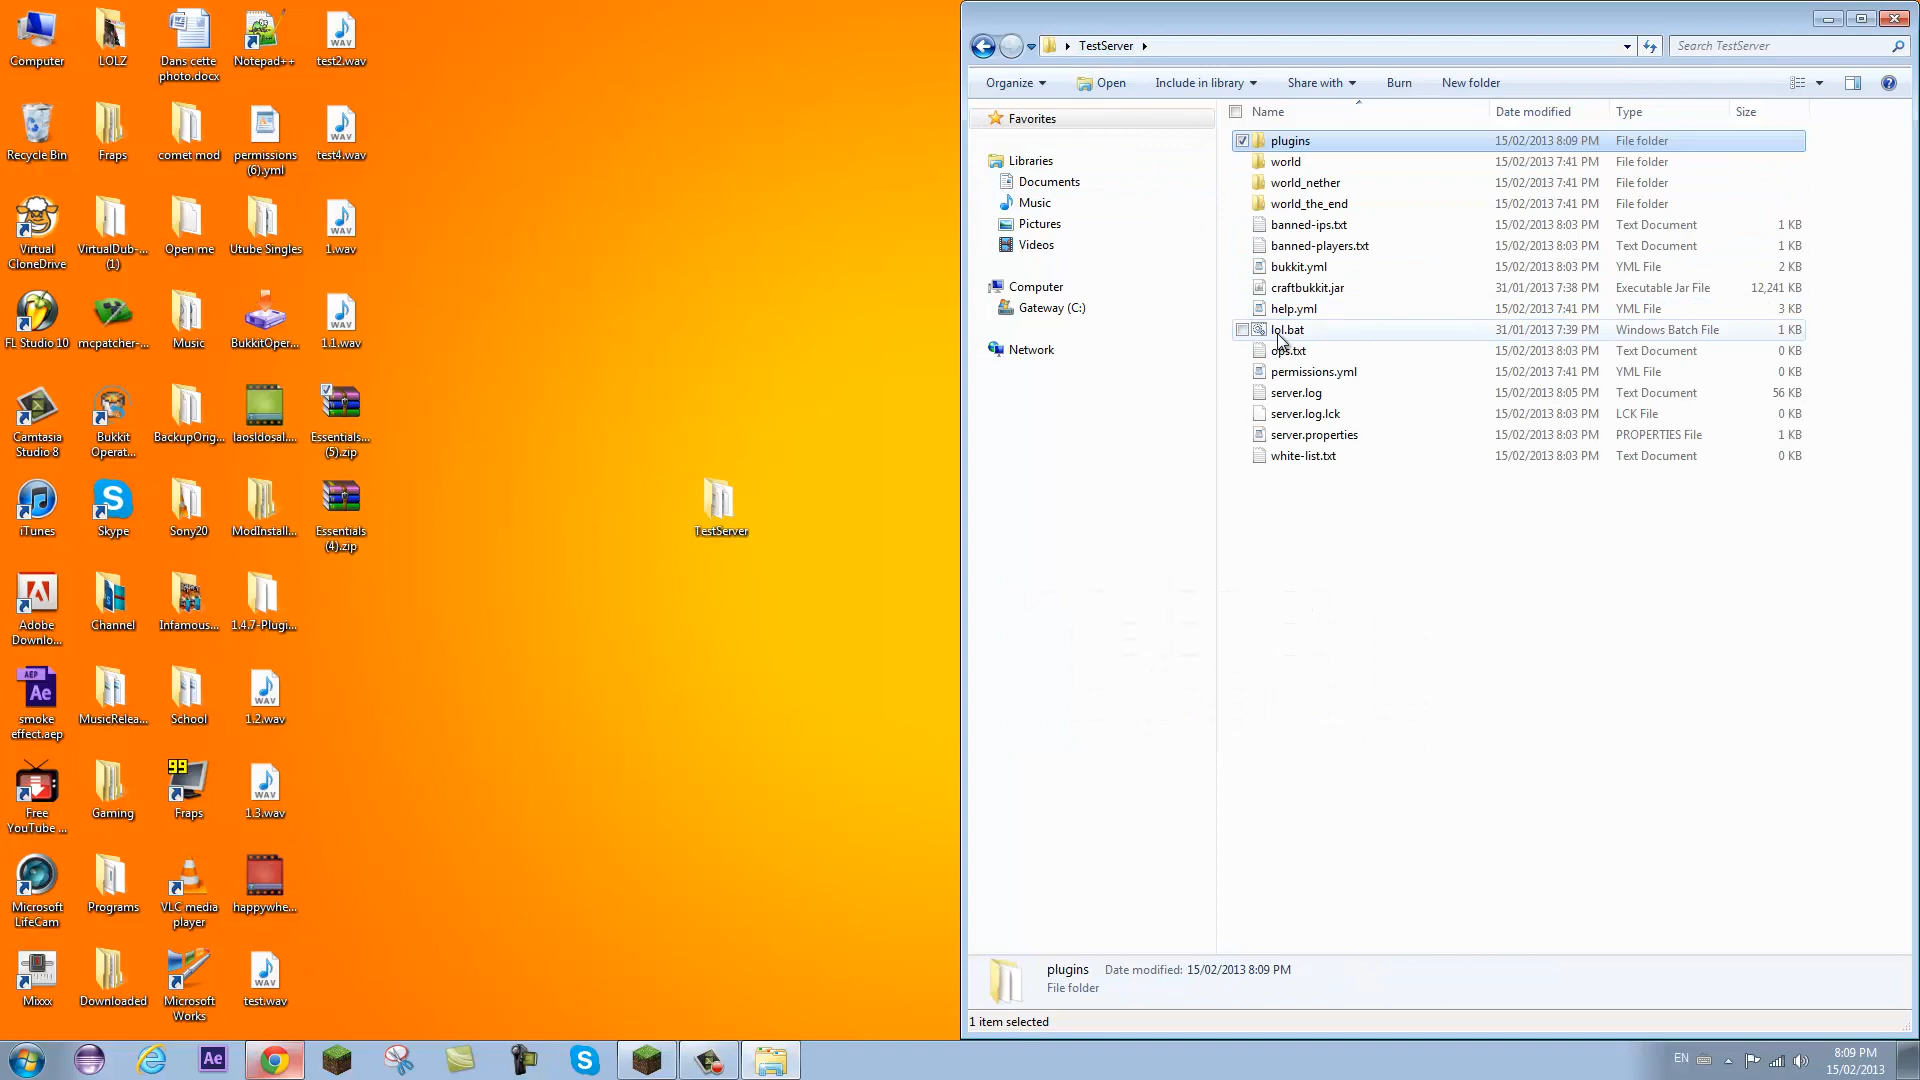 Computer
LOLZ
Dans cette
photo.docx
Notepad++
test2.wav
Recycle Bin
Fraps
comet mod
permissions
(6).yml
test4.wav
Virtual
CloneDrive
VirtualDub-...
(1)
Open me
Utube Singles
1.wav
FL Studio 10
mcpatcher-...
Music
BukkitOper...
1.1.wav
Camtasia
Studio 8
Bukkit
Operat...
BackupOrig...
laosldosal....
Essentials...
(5).zip
iTunes
Skype
Sony20
ModInstall...
Essentials
(4).zip
Adobe
Downlo...
Channel
Infamous...
1.4.7-Plugi...
AEP
Ae
smoke
effect.aep
MusicRelea...
School
1.2.wav
Free
YouTube ...
Gaming
99
Fraps
1.3.wav
Microsoft
LifeCam
Programs
VLC media
player
happywhe...
Mixxx
Downloaded
Microsoft
Works
test.wav
TestServer
TestServer
Search TestServer
Organize
Open
Include in library
Share with
Burn
New folder
Favorites
Libraries
Documents
Music
Pictures
Videos
Computer
Gateway (C:)
Network
Name Date modified Type Size
plugins 15/02/2013 8:09 PM File folder
world 15/02/2013 7:41 PM File folder
world_nether 15/02/2013 7:41 PM File folder
world_the_end 15/02/2013 7:41 PM File folder
banned-ips.txt 15/02/2013 8:03 PM Text Document 1 KB
banned-players.txt 15/02/2013 8:03 PM Text Document 1 KB
bukkit.yml 15/02/2013 8:03 PM YML File 2 KB
craftbukkit.jar 31/01/2013 7:38 PM Executable Jar File 12,241 KB
help.yml 15/02/2013 7:41 PM YML File 3 KB
lol.bat 31/01/2013 7:39 PM Windows Batch File 1 KB
ops.txt 15/02/2013 8:03 PM Text Document 0 KB
permissions.yml 15/02/2013 7:41 PM YML File 0 KB
server.log 15/02/2013 8:05 PM Text Document 56 KB
server.log.lck 15/02/2013 8:03 PM LCK File 0 KB
server.properties 15/02/2013 8:03 PM PROPERTIES File 1 KB
white-list.txt 15/02/2013 8:03 PM Text Document 0 KB
plugins Date modified: 15/02/2013 8:09 PM
File folder
1 item selected
Ae
EN
8:09 PM
15/02/2013